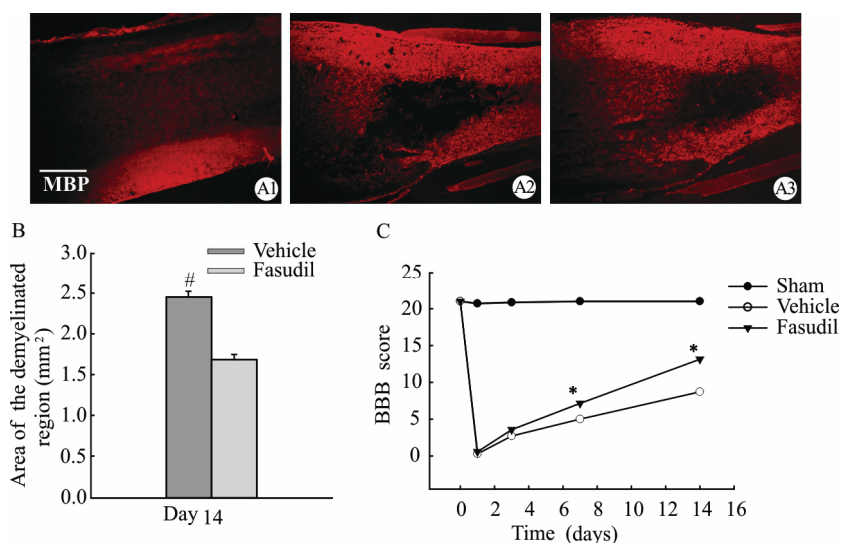 MBP
A1
A2
A3
B
Vehicle
Fasudil
3.0
2.5
2.0
1.5
1.0
0.0
#
Area of the demyelinated
region (mm²)
Day 14
C
25
20
15
10
5
0
BBB score
*
*
Sham
Vehicle
Fasudil
0 2 4 6 8 10 12 14 16
Time (days)